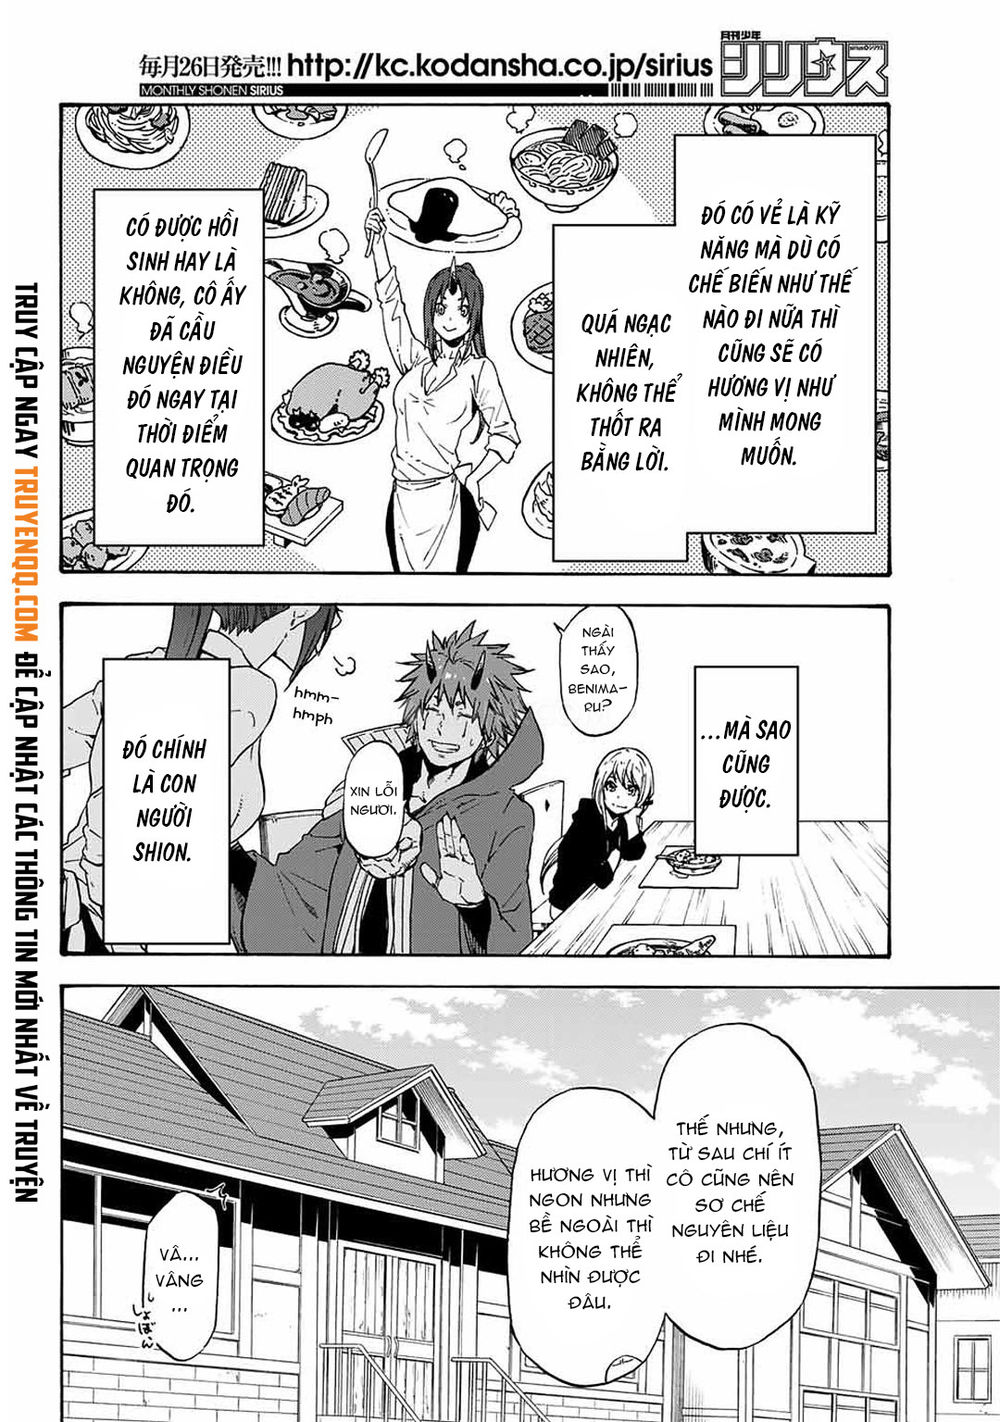 毎月26日発売!!! http://kc.kodansha.co.jp/sirius
MONTHLY SHONEN SIRIUS
月刊少年
シリウス
ĐÓ CÓ VẺ LÀ KỸ
NĂNG MÀ DÙ CÓ
CHẾ BIẾN NHƯ THẾ
NÀO ĐI NỮA THÌ
CŨNG SẼ CÓ
HƯƠNG VỊ NHƯ
MÌNH MONG
MUỐN.
QUÁ NGẠC
NHIÊN,
KHÔNG THỂ
THỐT RA
BẰNG LỜI.
CÓ ĐƯỢC HỒI
SINH HAY LÀ
KHÔNG, CÔ ẤY
ĐÃ CẦU
NGUYỆN ĐIỀU
ĐÓ NGAY TẠI
THỜI ĐIỂM
QUAN TRỌNG
ĐÓ.
...MÀ SAO
CŨNG
ĐƯỢC.
NGÀI
THẤY
SAO,
BENIMA-
RU?
XIN LỖI
NGƯƠI.
hmm-
hmph
ĐÓ CHÍNH
LÀ CON
NGƯỜI
SHION.
THẾ NHƯNG,
TỪ SAU CHÍ ÍT
CÔ CŨNG NÊN
SƠ CHẾ
NGUYÊN LIỆU
ĐI NHÉ.
HƯƠNG VỊ THÌ
NGON NHƯNG
BỀ NGOÀI THÌ
KHÔNG THỂ
NHÌN ĐƯỢC
ĐÂU.
VÂ...
VÂNG
...
しょぼん
TRUY CẬP NGAY TRUYENQQ.COM ĐỂ CẬP NHẬT CÁC THÔNG TIN MỚI NHẤT VỀ TRUYỆN